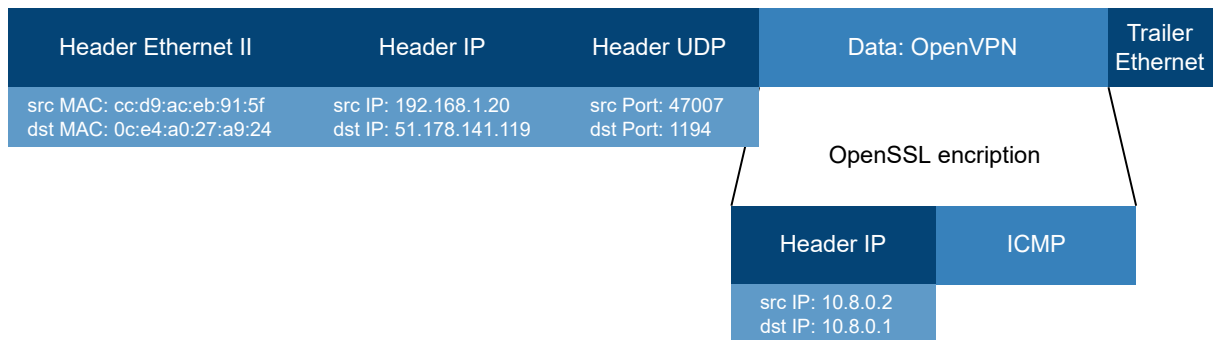 Header Ethernet II
Header IP
Header UDP
Data: OpenVPN
Trailer
Ethernet
src MAC: cc:d9:ac:eb:91:5f
dst MAC: 0c:e4:a0:27:a9:24
src IP: 192.168.1.20
dst IP: 51.178.141.119
src Port: 47007
dst Port: 1194
OpenSSL encription
Header IP
ICMP
src IP: 10.8.0.2
dst IP: 10.8.0.1